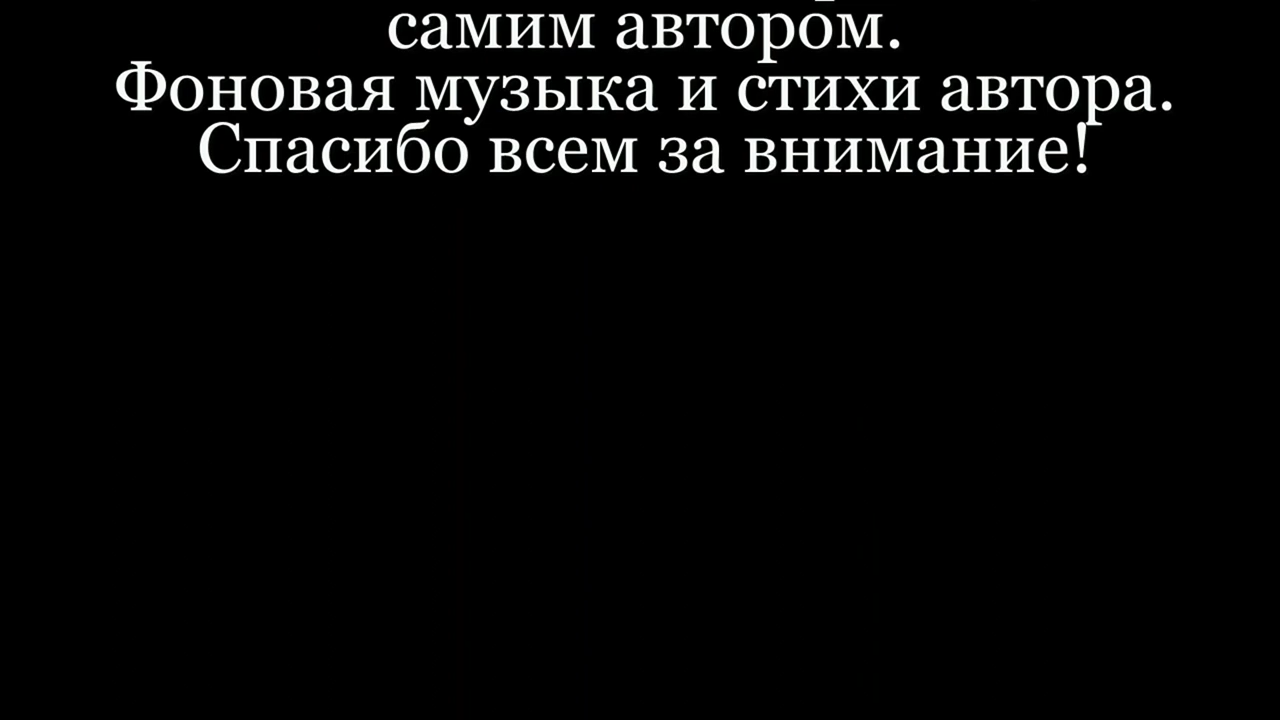 самим автором.
Фоновая музыка и стихи автора.
Спасибо всем за внимание!